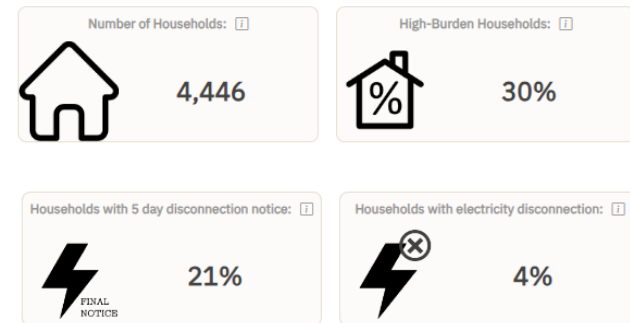 Number of Households: i
High-Burden Households: i
4,446
%
30%
Households with 5 day disconnection notice: i
Households with electricity disconnection: i
21%
FINAL
NOTICE
4%